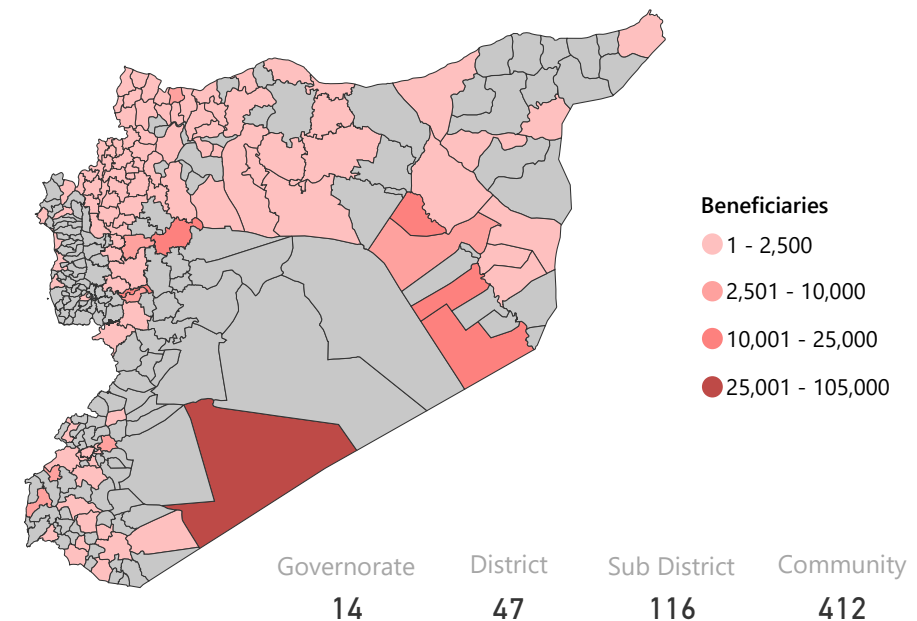 Beneficiaries
1 - 2,500
2,501 - 10,000
10,001 - 25,000
25,001 - 105,000
Governorate District Sub District Community
14 47 116 412